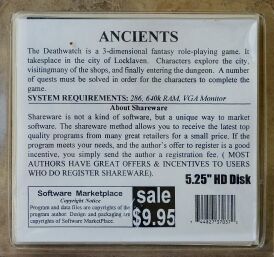 ANCIENTS
The Deathwatch is a 3-dimensional fantasy role-playing game. It
takesplace in the city of Locklaven. Characters explore the city,
visitingmany of the shops, and finally entering the dungeon. A number
of quests must be solved in order for the characters to complete the
game.
SYSTEM REQUIREMENTS: 286, 640k RAM, VGA Monitor
About Shareware
Shareware is not a kind of software, but a unique way to market
software. The shareware method allows you to receive the latest top
quality programs from many great retailers for a small price. If the
program meets your needs, and the author's offer to register is a good
incentive, you simply send the author a registration fee. ( MOST
AUTHORS HAVE GREAT OFFERS & INCENTIVES TO USERS
WHO DO REGISTER SHAREWARE).
5.25" HD Disk
Software Marketplace
Copyright Notice
Program and data files are copyrights of the
program author. Design and packaging are
copyrights of Software MarketPlace.
sale
$9.95